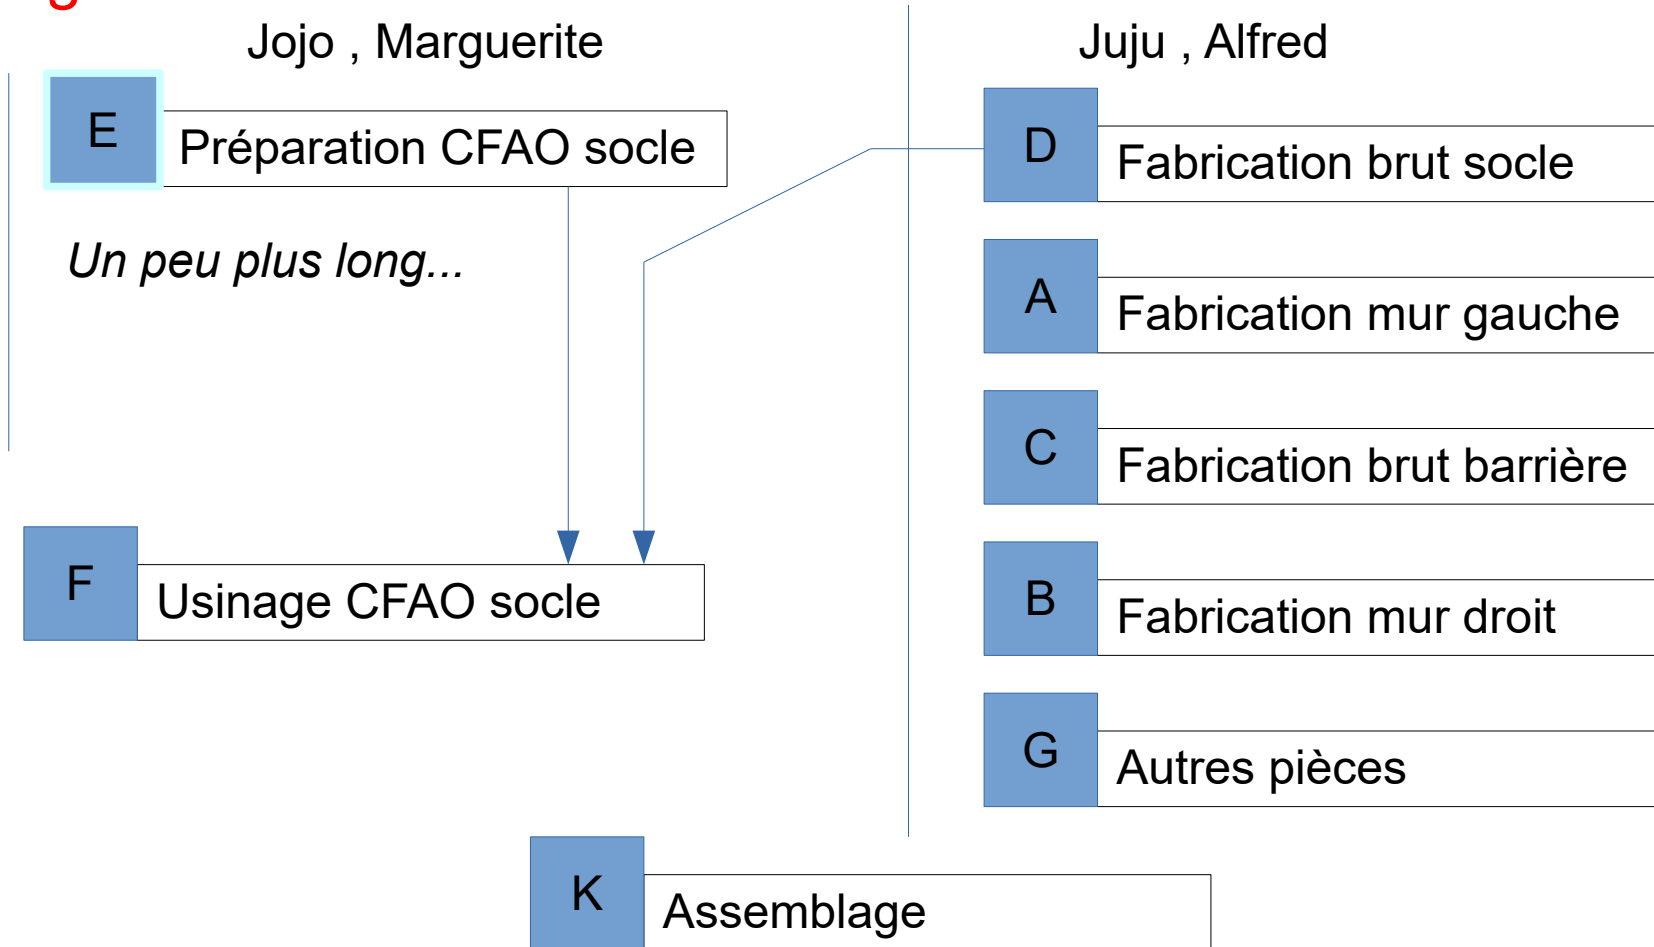 Jojo , Marguerite
E
Préparation CFAO socle
Un peu plus long...
F
Usinage CFAO socle
Juju , Alfred
D
Fabrication brut socle
A
Fabrication mur gauche
C
Fabrication brut barrière
B
Fabrication mur droit
G
Autres pièces
K
Assemblage